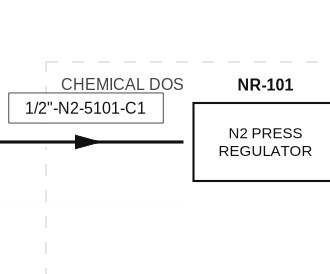 CHEMICAL DOS
NR-101
1/2"-N2-5101-C1
N2 PRESS
REGULATOR